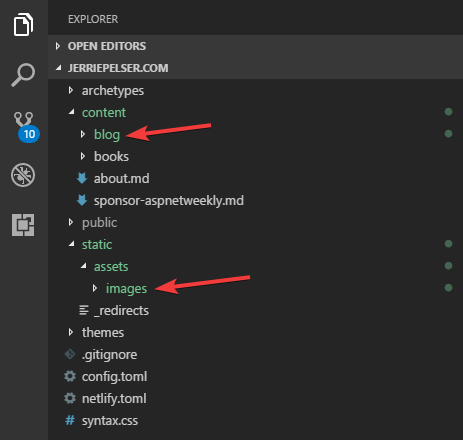 EXPLORER
OPEN EDITORS
JERRIEPELSER.COM
archetypes
content
blog
books
about.md
sponsor-aspnetweekly.md
public
static
assets
images
_redirects
themes
.gitignore
config.toml
netlify.toml
syntax.css
10